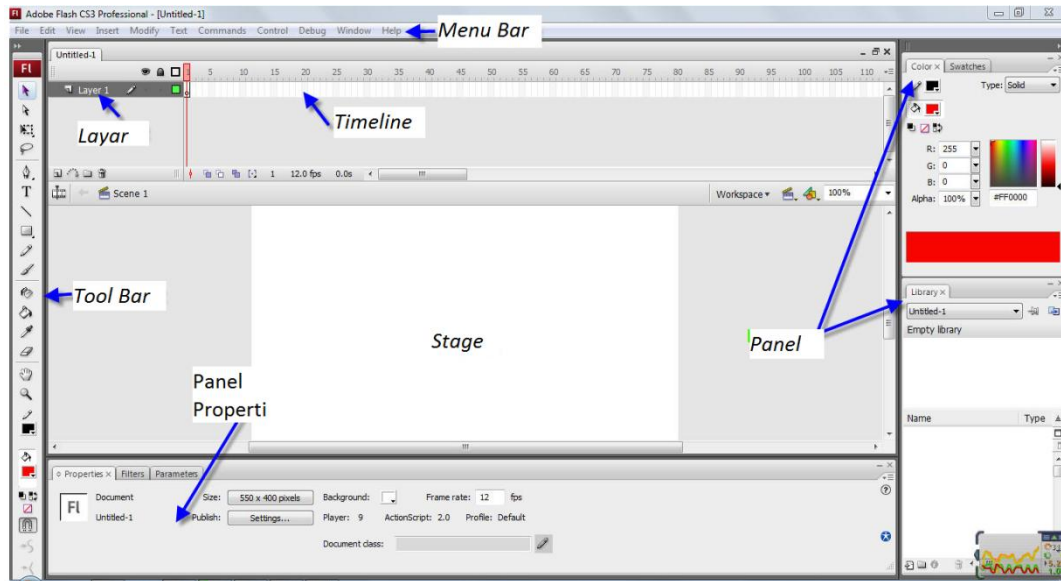 Adobe Flash CS3 Professional - [Untitled-1]
File Edit View Insert Modify Text Commands Control Debug Window Help
Menu Bar
Untitled-1
5 10 15 20 25 30 35 40 45 50 55 60 65 70 75 80 85 90 95 100 105 110
Layer 1
Layar
Timeline
1 12.0 fps 0.0s
Scene 1
Workspace 100%
Tool Bar
Stage
Panel
Properti
Properties Filters Parameters
Document
Untitled-1
Size: 550 x 400 pixels Background: Frame rate: 12 fps
Publish: Settings... Player: 9 ActionScript: 2.0 Profile: Default
Document class:
Fl
Fl
T
Color Swatches
Type: Solid
R: 255
G: 0
B: 0
Alpha: 100% #FF0000
Library
Untitled-1
Empty library
Panel
Name Type